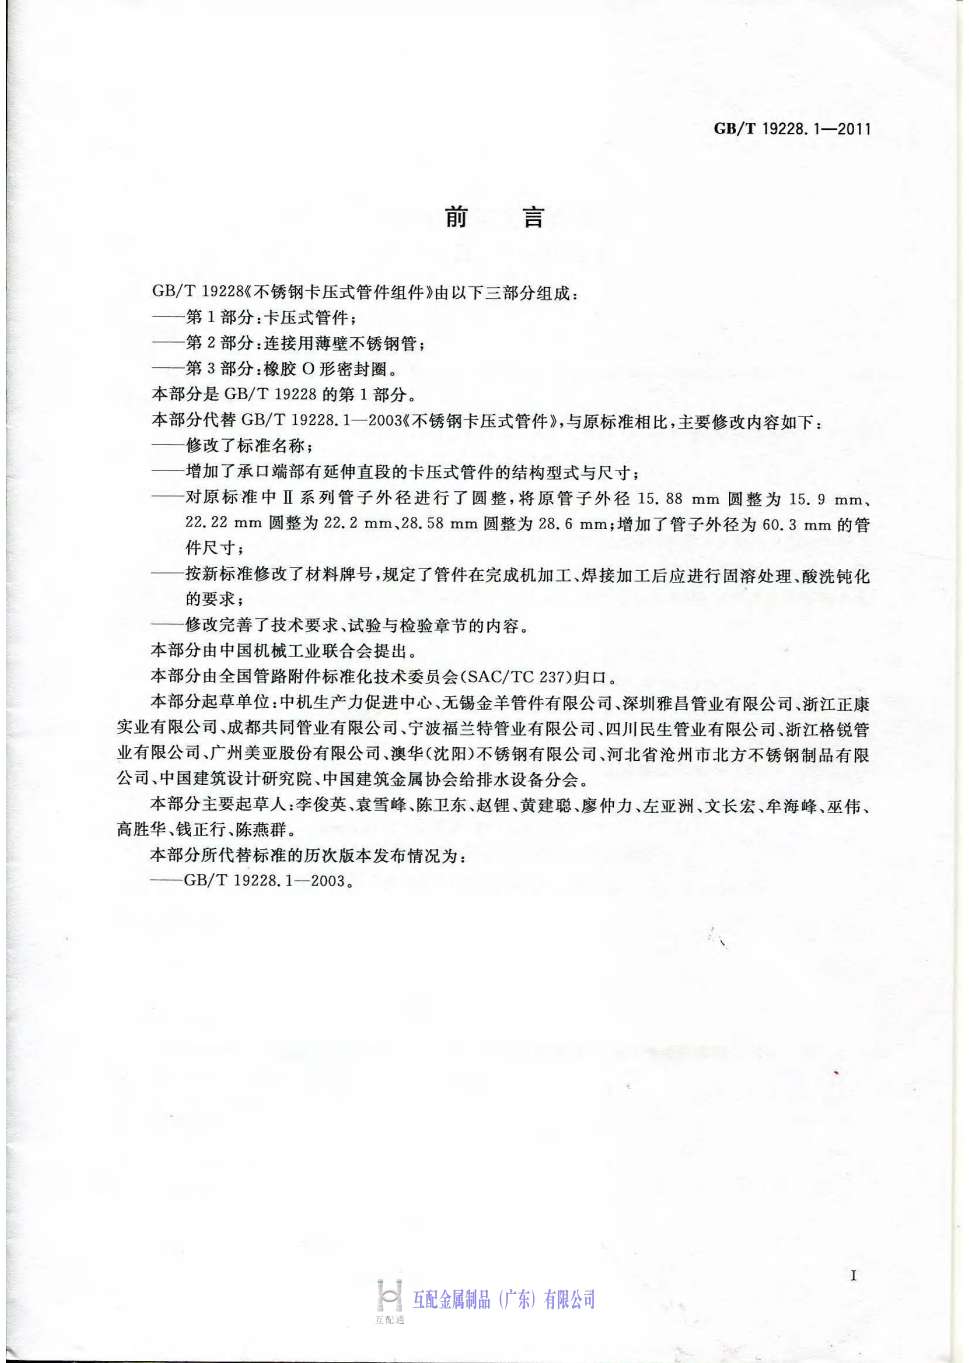 GB/T 19228.1—2011
前 言
GB/T 19228《不锈钢卡压式管件组件》由以下三部分组成：
——第 1 部分：卡压式管件；
——第 2 部分：连接用薄壁不锈钢管；
——第 3 部分：橡胶 O 形密封圈。
本部分是 GB/T 19228 的第 1 部分。
本部分代替 GB/T 19228.1—2003《不锈钢卡压式管件》，与原标准相比，主要修改内容如下：
——修改了标准名称；
——增加了承口端部有延伸直段的卡压式管件的结构型式与尺寸；
——对原标准中 Ⅱ 系列管子外径进行了圆整，将原管子外径 15.88 mm 圆整为 15.9 mm、
22.22 mm 圆整为 22.2 mm、28.58 mm 圆整为 28.6 mm；增加了管子外径为 60.3 mm 的管
件尺寸；
——按新标准修改了材料牌号，规定了管件在完成机加工、焊接加工后应进行固溶处理、酸洗钝化
的要求；
——修改完善了技术要求、试验与检验章节的内容。
本部分由中国机械工业联合会提出。
本部分由全国管路附件标准化技术委员会(SAC/TC 237)归口。
本部分起草单位：中机生产力促进中心、无锡金羊管件有限公司、深圳雅昌管业有限公司、浙江正康
实业有限公司、成都共同管业有限公司、宁波福兰特管业有限公司、四川民生管业有限公司、浙江格锐管
业有限公司、广州美亚股份有限公司、澳华(沈阳)不锈钢有限公司、河北省沧州市北方不锈钢制品有限
公司、中国建筑设计研究院、中国建筑金属协会给排水设备分会。
本部分主要起草人：李俊英、袁雪峰、陈卫东、赵锂、黄建聪、廖仲力、左亚洲、文长宏、牟海峰、巫伟、
高胜华、钱正行、陈燕群。
本部分所代替标准的历次版本发布情况为：
——GB/T 19228.1—2003。
I
互配金属制品（广东）有限公司
互配通